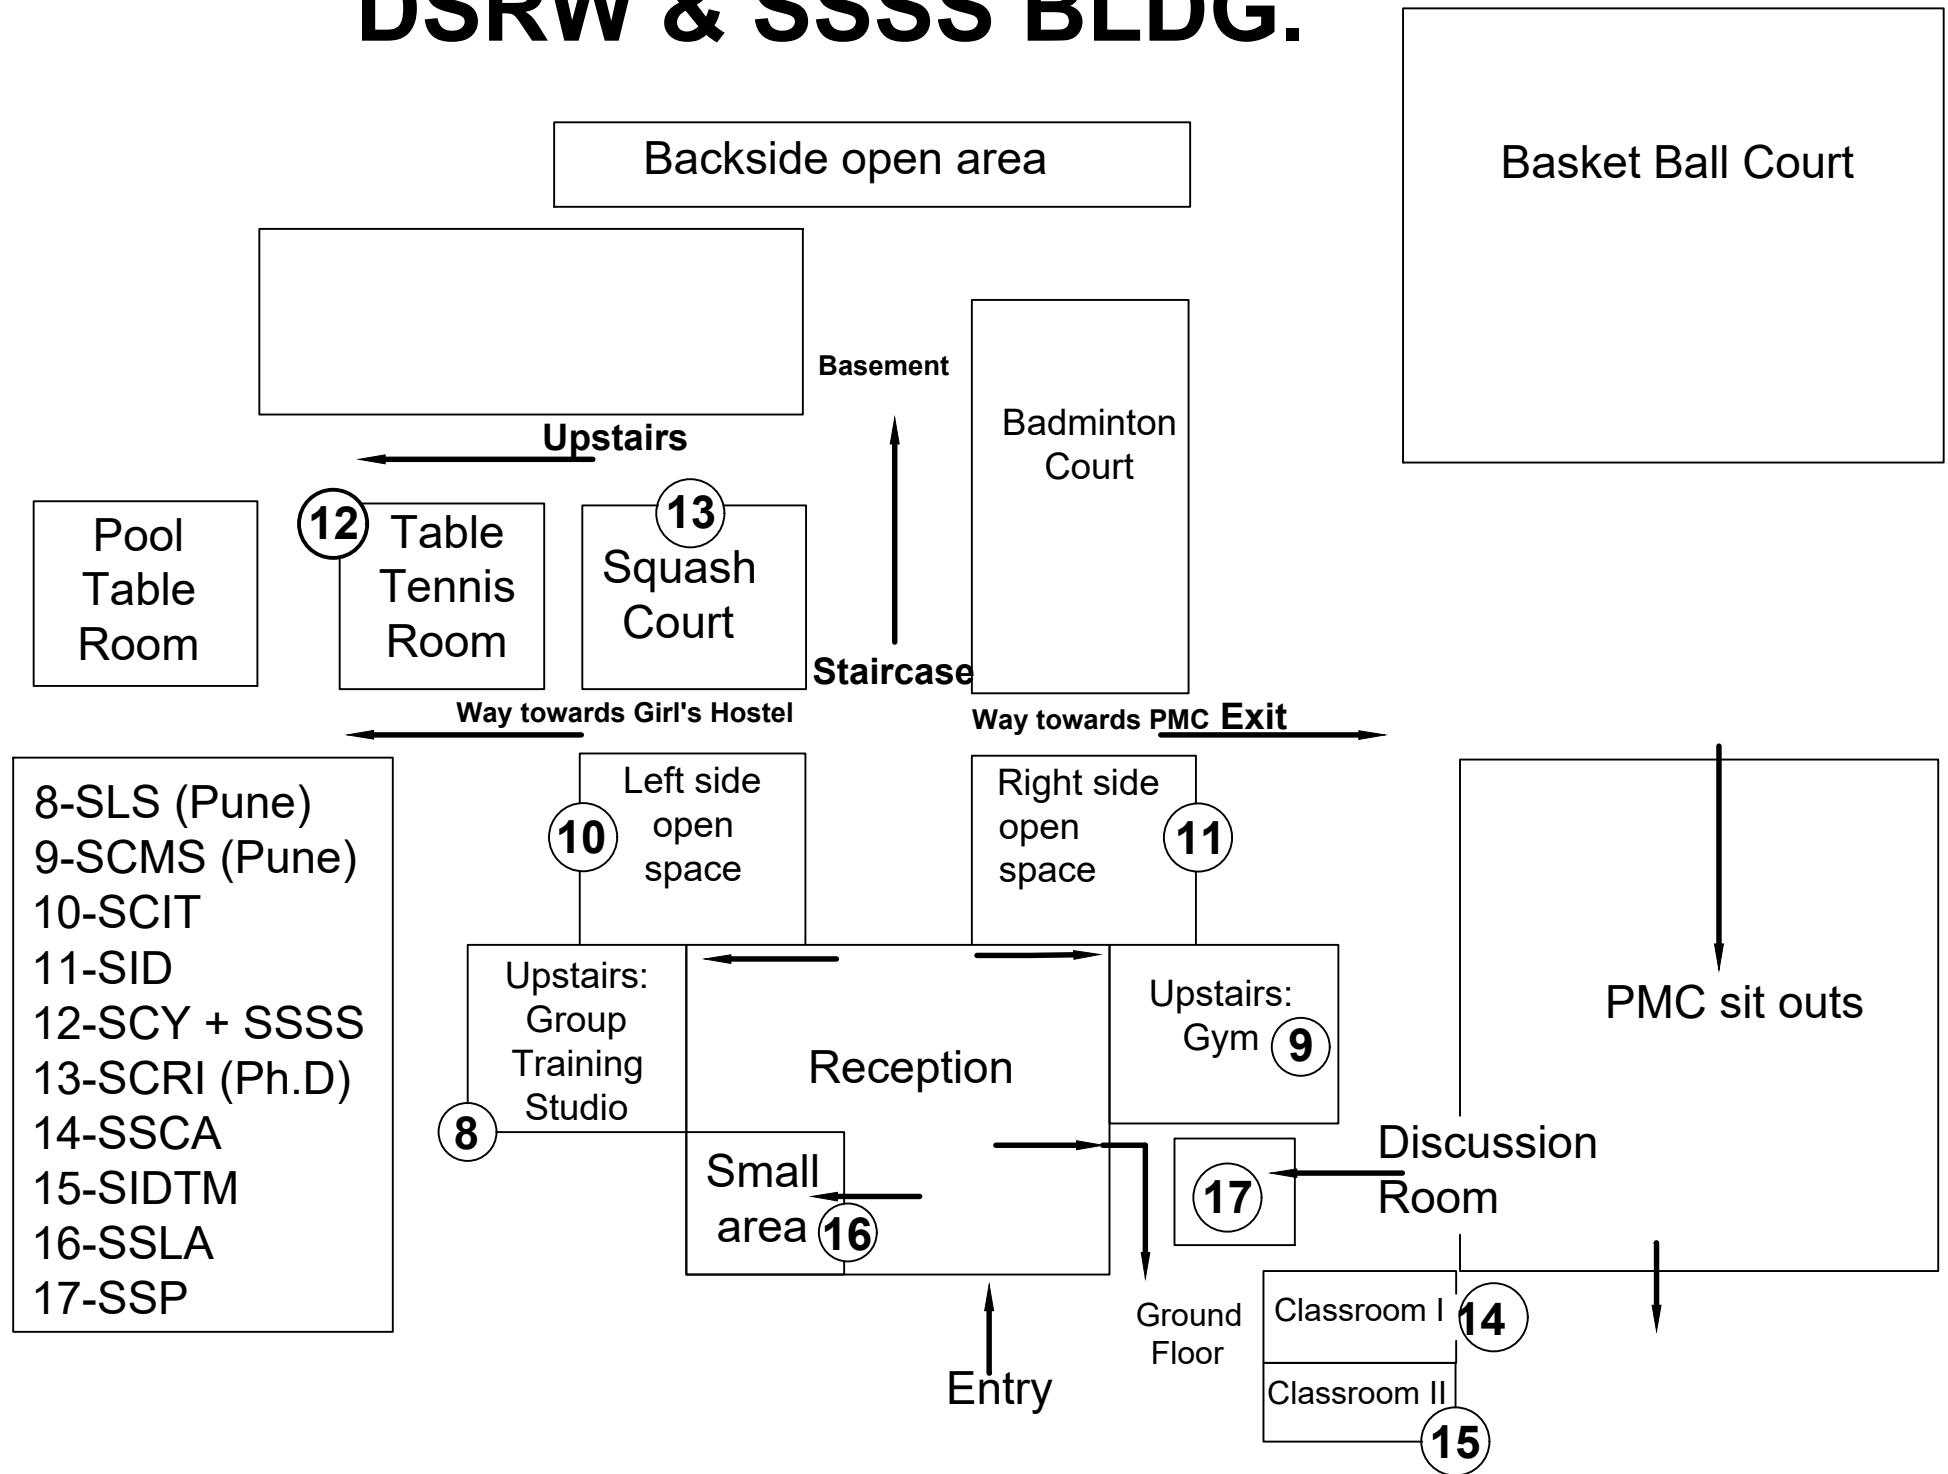 DSRW & SSSS BLDG.
Backside open area
Basket Ball Court
Basement
Badminton
Court
Upstairs
Pool
Table
Room
12
Table
Tennis
Room
13
Squash
Court
Staircase
Way towards Girl's Hostel
Way towards PMC Exit
8-SLS (Pune)
9-SCMS (Pune)
10-SCIT
11-SID
12-SCY + SSSS
13-SCRI (Ph.D)
14-SSCA
15-SIDTM
16-SSLA
17-SSP
Left side
open
space
10
Right side
open
space
11
Upstairs:
Group
Training
Studio
8
Reception
Upstairs:
Gym 9
PMC sit outs
Small
area 16
17
Discussion
Room
Ground
Floor
Classroom I 14
Classroom II
15
Entry